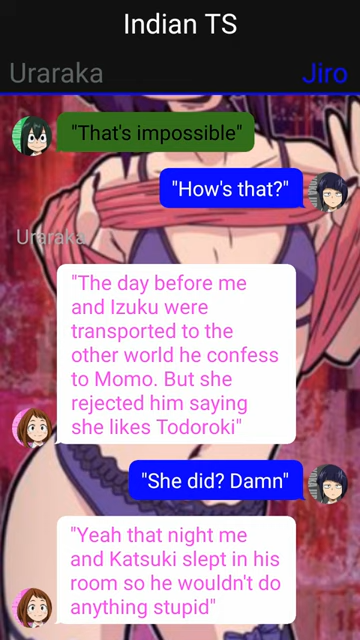 Indian TS
Uraraka
Jiro
"That's impossible"
"How's that?"
Uraraka
"The day before me
and Izuku were
transported to the
other world he confess
to Momo. But she
rejected him saying
she likes Todoroki"
"She did? Damn"
"Yeah that night me
and Katsuki slept in his
room so he wouldn't do
anything stupid"